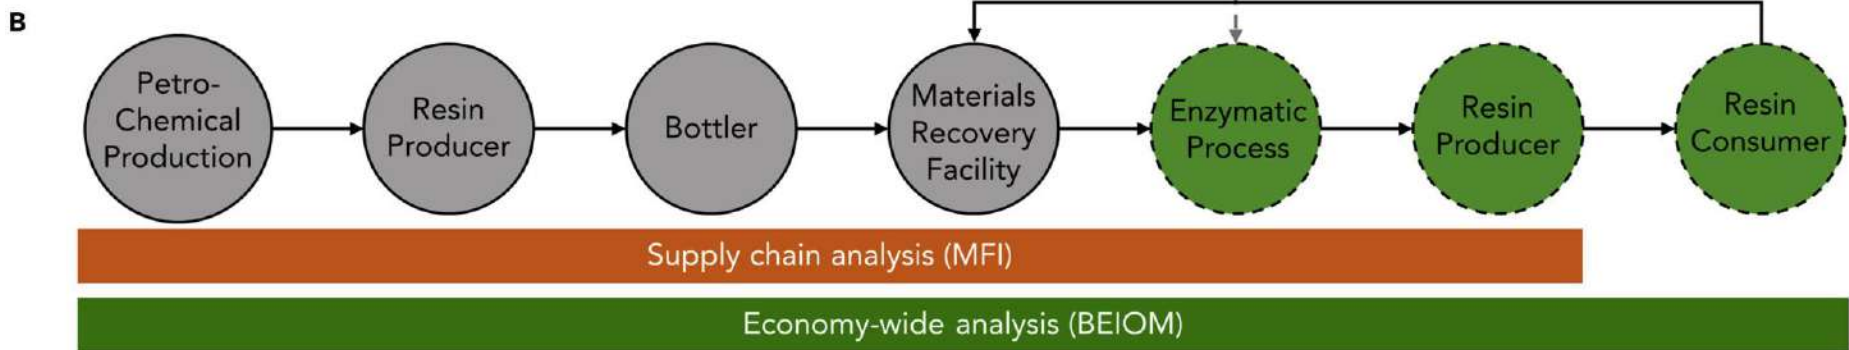 B
Petro-
Chemical
Production
Resin
Producer
Bottler
Materials
Recovery
Facility
Enzymatic
Process
Resin
Producer
Resin
Consumer
Supply chain analysis (MFI)
Economy-wide analysis (BEIOM)